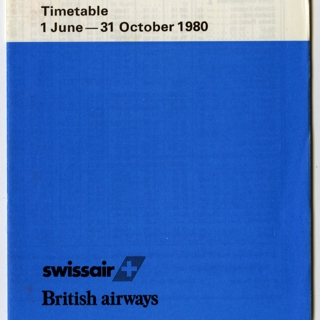 Timetable
1 June — 31 October 1980
swissair
British airways